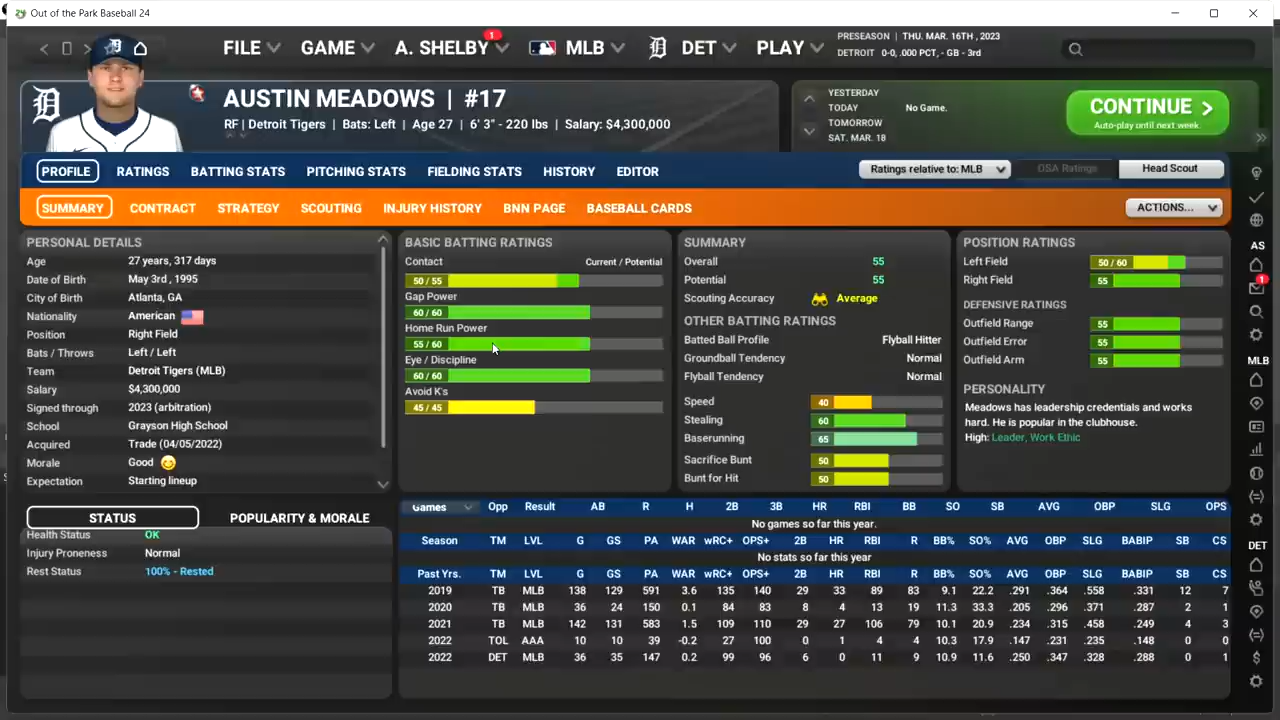 Out of the Park Baseball 24
FILE GAME A. SHELBY 1 MLB DET PLAY
PRESEASON | THU. MAR. 16TH , 2023
DETROIT 0-0, .000 PCT, - GB - 3rd
AUSTIN MEADOWS | #17
RF | Detroit Tigers | Bats: Left | Age 27 | 6' 3" - 220 lbs | Salary: $4,300,000
YESTERDAY
TODAY No Game.
TOMORROW
SAT. MAR. 18
CONTINUE >
Auto-play until next week
PROFILE RATINGS BATTING STATS PITCHING STATS FIELDING STATS HISTORY EDITOR
Ratings relative to: MLB OSA Ratings Head Scout
SUMMARY CONTRACT STRATEGY SCOUTING INJURY HISTORY BNN PAGE BASEBALL CARDS ACTIONS...
PERSONAL DETAILS
Age 27 years, 317 days
Date of Birth May 3rd , 1995
City of Birth Atlanta, GA
Nationality American
Position Right Field
Bats / Throws Left / Left
Team Detroit Tigers (MLB)
Salary $4,300,000
Signed through 2023 (arbitration)
School Grayson High School
Acquired Trade (04/05/2022)
Morale Good
Expectation Starting lineup
BASIC BATTING RATINGS
Contact Current / Potential
50 / 55
Gap Power
60 / 60
Home Run Power
55 / 60
Eye / Discipline
60 / 60
Avoid K's
45 / 45
SUMMARY
Overall 55
Potential 55
Scouting Accuracy Average
OTHER BATTING RATINGS
Batted Ball Profile Flyball Hitter
Groundball Tendency Normal
Flyball Tendency Normal
Speed 40
Stealing 60
Baserunning 65
Sacrifice Bunt 50
Bunt for Hit 50
POSITION RATINGS
Left Field 50 / 60
Right Field 55
DEFENSIVE RATINGS
Outfield Range 55
Outfield Error 55
Outfield Arm 55
PERSONALITY
Meadows has leadership credentials and works
hard. He is popular in the clubhouse.
High: Leader, Work Ethic
AS
1
MLB
DET
STATUS POPULARITY & MORALE
Health Status OK
Injury Proneness Normal
Rest Status 100% - Rested
Games Opp Result AB R H 2B 3B HR RBI BB SO SB AVG OBP SLG OPS
No games so far this year.
Season TM LVL G GS PA WAR wRC+ OPS+ 2B HR RBI R BB% SO% AVG OBP SLG BABIP SB CS
No stats so far this year
Past Yrs. TM LVL G GS PA WAR wRC+ OPS+ 2B HR RBI R BB% SO% AVG OBP SLG BABIP SB CS
2019 TB MLB 138 129 591 3.6 135 140 29 33 89 83 9.1 22.2 .291 .364 .558 .331 12 7
2020 TB MLB 36 24 150 0.1 84 83 8 4 13 19 11.3 33.3 .205 .296 .371 .287 2 1
2021 TB MLB 142 131 583 1.5 109 110 29 27 106 79 10.1 20.9 .234 .315 .458 .249 4 3
2022 TOL AAA 10 10 39 -0.2 27 100 0 1 4 4 10.3 17.9 .147 .231 .235 .148 0 0
2022 DET MLB 36 35 147 0.2 99 96 6 0 11 9 10.9 11.6 .250 .347 .328 .288 0 1